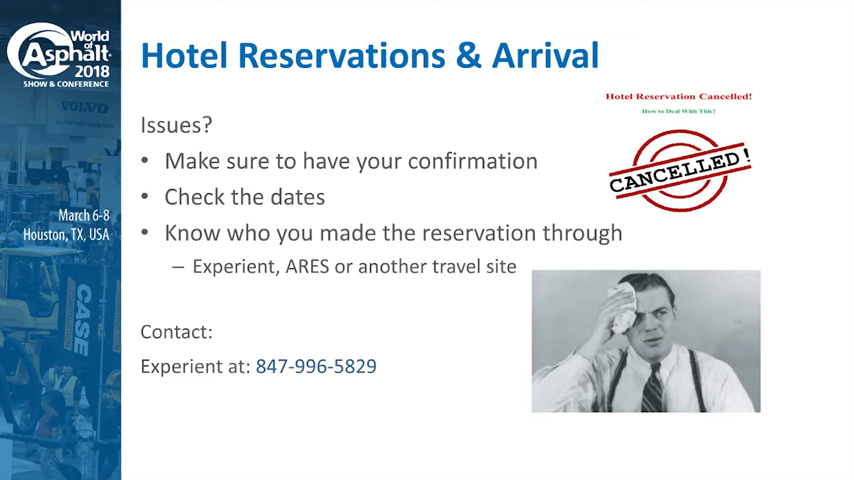 World
of
Asphalt
2018
SHOW & CONFERENCE
VOLVO
March 6-8
Houston, TX, USA
CASE
Hotel Reservations & Arrival
Hotel Reservation Cancelled!
How to Deal With This?
CANCELLED!
Issues?
• Make sure to have your confirmation
• Check the dates
• Know who you made the reservation through
– Experient, ARES or another travel site
Contact:
Experient at: 847-996-5829